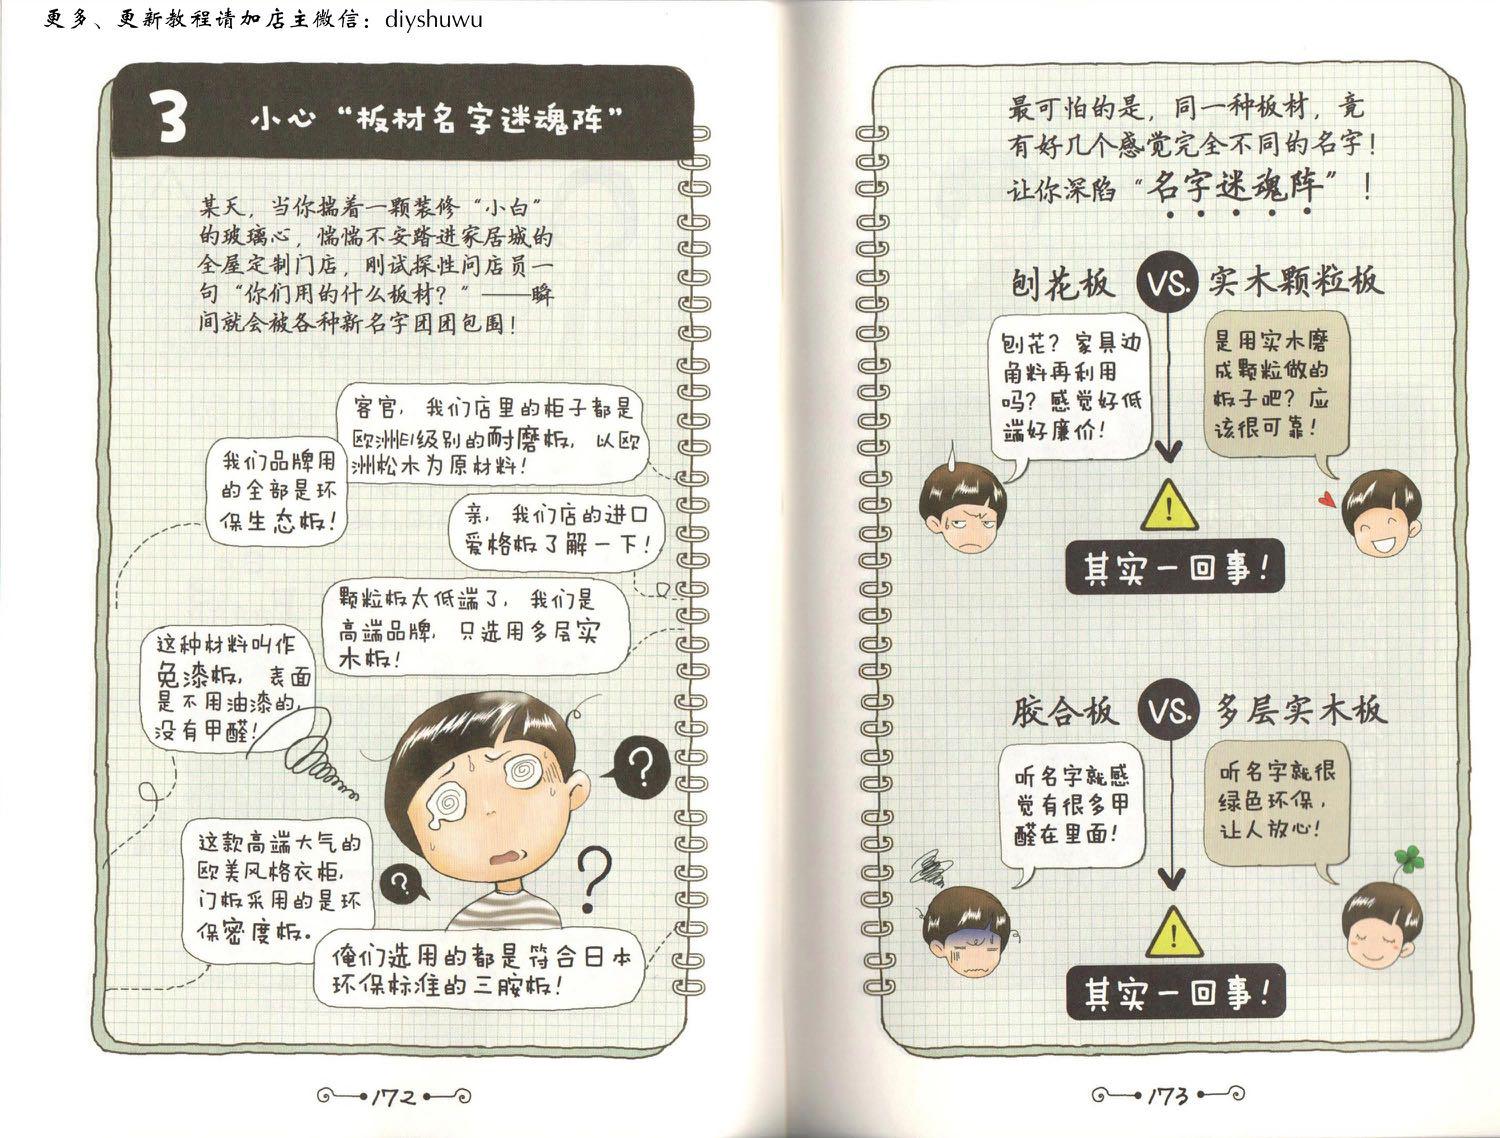 更多、更新教程请加店主微信：diyshuwu
3
小心“板材名字迷魂阵”
某天，当你揣着一颗装修“小白”
的玻璃心，惴惴不安踏进家居城的
全屋定制门店，刚试探性问店员一
句“你们用的什么板材？”——瞬
间就会被各种新名字团团包围！
客官，我们店里的柜子都是
欧洲E1级别的耐磨板，以欧
洲松木为原材料！
我们品牌用
的全部是环
保生态板！
亲，我们店的进口
爱格板了解一下！
颗粒板太低端了，我们是
高端品牌，只选用多层实
木板！
这种材料叫作
免漆板，表面
是不用油漆的，
没有甲醛！
？
这款高端大气的
欧美风格衣柜，
门板采用的是环
保密度板。
？
？
俺们选用的都是符合日本
环保标准的三胺板！
172
最可怕的是，同一种板材，竟
有好几个感觉完全不同的名字！
让你深陷“名字迷魂阵”！
刨花板 VS. 实木颗粒板
刨花？家具边
角料再利用
吗？感觉好低
端好廉价！
是用实木磨
成颗粒做的
板子吧？应
该很可靠！
!
其实一回事！
胶合板 VS. 多层实木板
听名字就感
觉有很多甲
醛在里面！
听名字就很
绿色环保，
让人放心！
!
其实一回事！
173